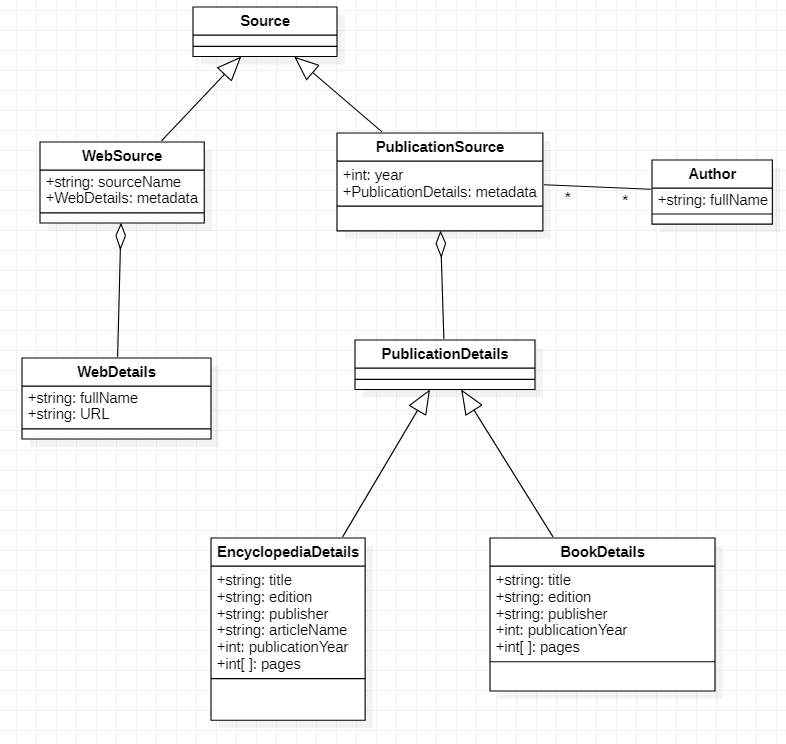 Source
WebSource
+string: sourceName
+WebDetails: metadata
PublicationSource
+int: year
+PublicationDetails: metadata
*
*
Author
+string: fullName
WebDetails
+string: fullName
+string: URL
PublicationDetails
EncyclopediaDetails
+string: title
+string: edition
+string: publisher
+string: articleName
+int: publicationYear
+int[ ]: pages
BookDetails
+string: title
+string: edition
+string: publisher
+int: publicationYear
+int[ ]: pages